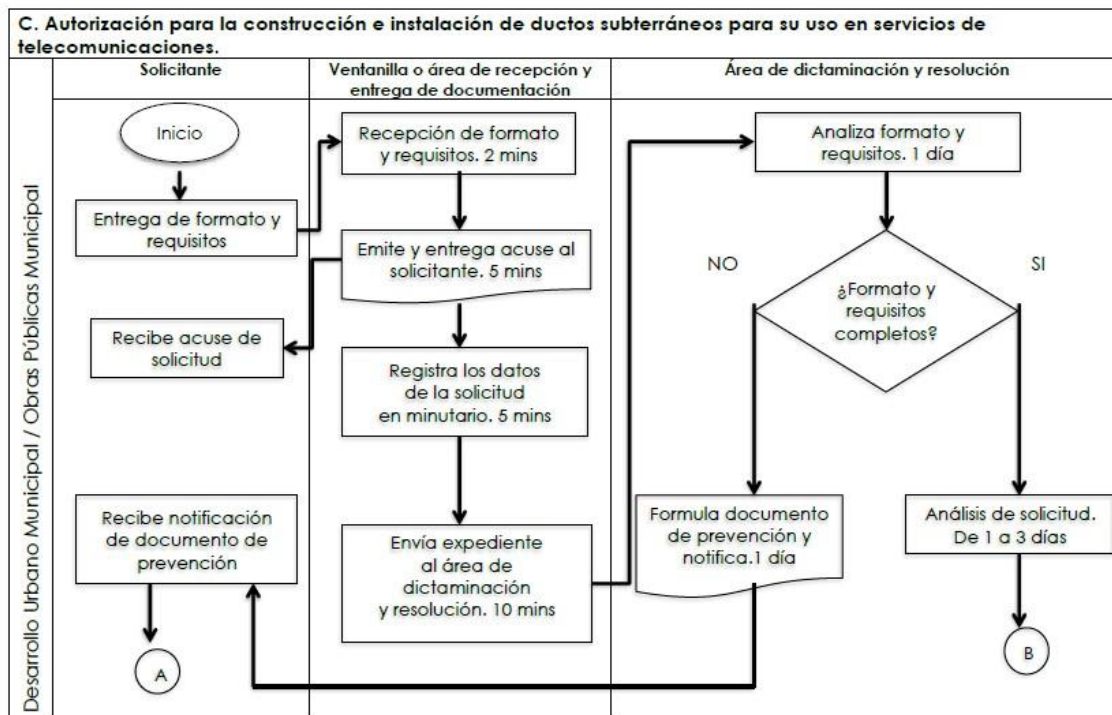 C. Autorización para la construcción e instalación de ductos subterráneos para su uso en servicios de
telecomunicaciones.
Desarrollo Urbano Municipal / Obras Públicas Municipal
Solicitante
Ventanilla o área de recepción y
entrega de documentación
Área de dictaminación y resolución
Inicio
Entrega de formato y
requisitos
Recepción de formato
y requisitos. 2 mins
Emite y entrega acuse al
solicitante. 5 mins
Recibe acuse de
solicitud
Registra los datos
de la solicitud
en minutario. 5 mins
Envía expediente
al área de
dictaminación
y resolución. 10 mins
Analiza formato y
requisitos. 1 día
¿Formato y
requisitos
completos?
NO
SI
Formula documento
de prevención y
notifica.1 día
Análisis de solicitud.
De 1 a 3 días
Recibe notificación
de documento de
prevención
A
B